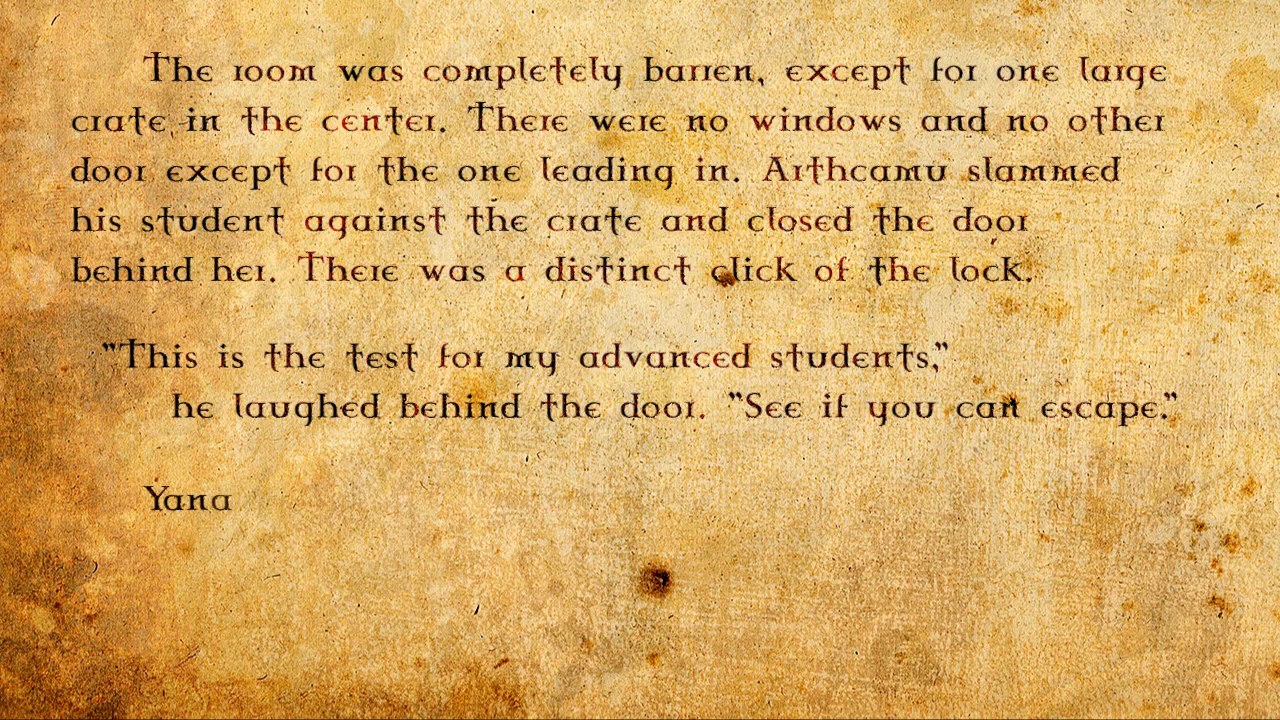 The room was completely barren, except for one large
crate in the center. There were no windows and no other
door except for the one leading in. Arthcamu slammed
his student against the crate and closed the door
behind her. There was a distinct click of the lock.
"This is the test for my advanced students,"
he laughed behind the door. "See if you can escape."
Yana